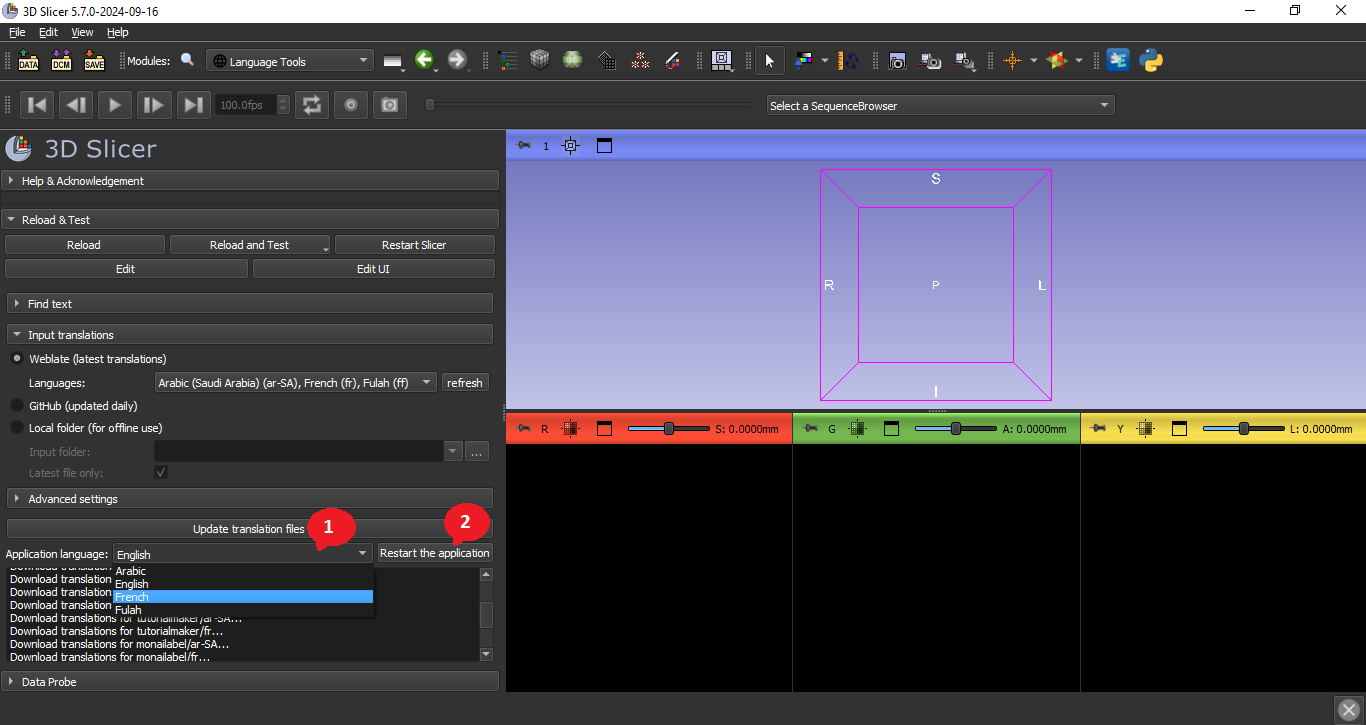 3D Slicer 5.7.0-2024-09-16
File Edit View Help
DATA DCM SAVE Modules: Language Tools
100.0fps Select a SequenceBrowser
3D Slicer
Help & Acknowledgement
Reload & Test
Reload Reload and Test Restart Slicer
Edit Edit UI
Find text
Input translations
Weblate (latest translations)
Languages: Arabic (Saudi Arabia) (ar-SA), French (fr), Fulah (ff) refresh
GitHub (updated daily)
Local folder (for offline use)
Input folder: ...
Latest file only:
Advanced settings
Update translation files 1 2
Application language: English Restart the application
Arabic
English
French
Fulah
Download translation
Download translation
Download translation
Download translations for tutorialmaker/ar-SA...
Download translations for tutorialmaker/fr...
Download translations for monailabel/ar-SA...
Download translations for monailabel/fr...
Data Probe
1
S
R P L
I
R S: 0.0000mm
G A: 0.0000mm
Y L: 0.0000mm